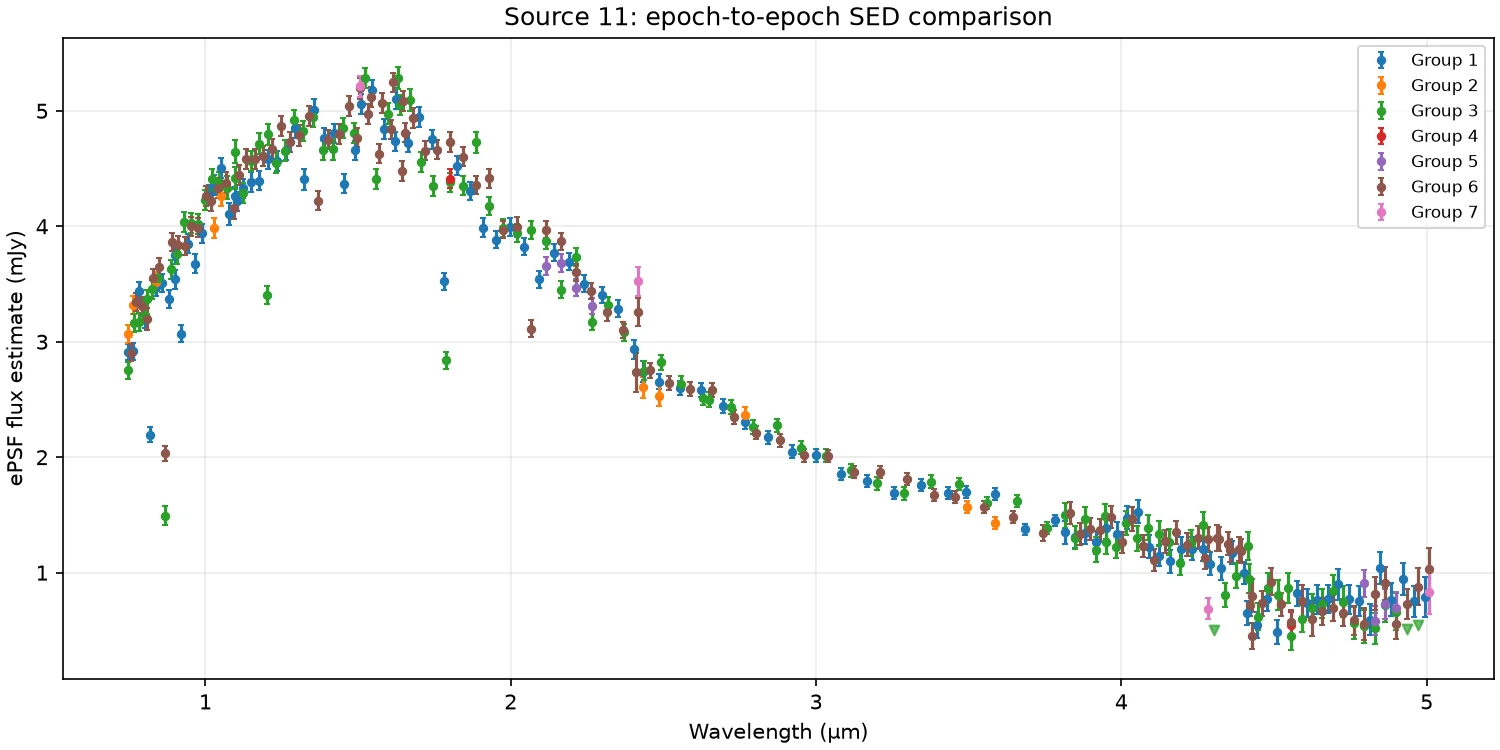 Source 11: epoch-to-epoch SED comparison
ePSF flux estimate (mJy)
5
4
3
2
1
Group 1
Group 2
Group 3
Group 4
Group 5
Group 6
Group 7
1 2 3 4 5
Wavelength (μm)